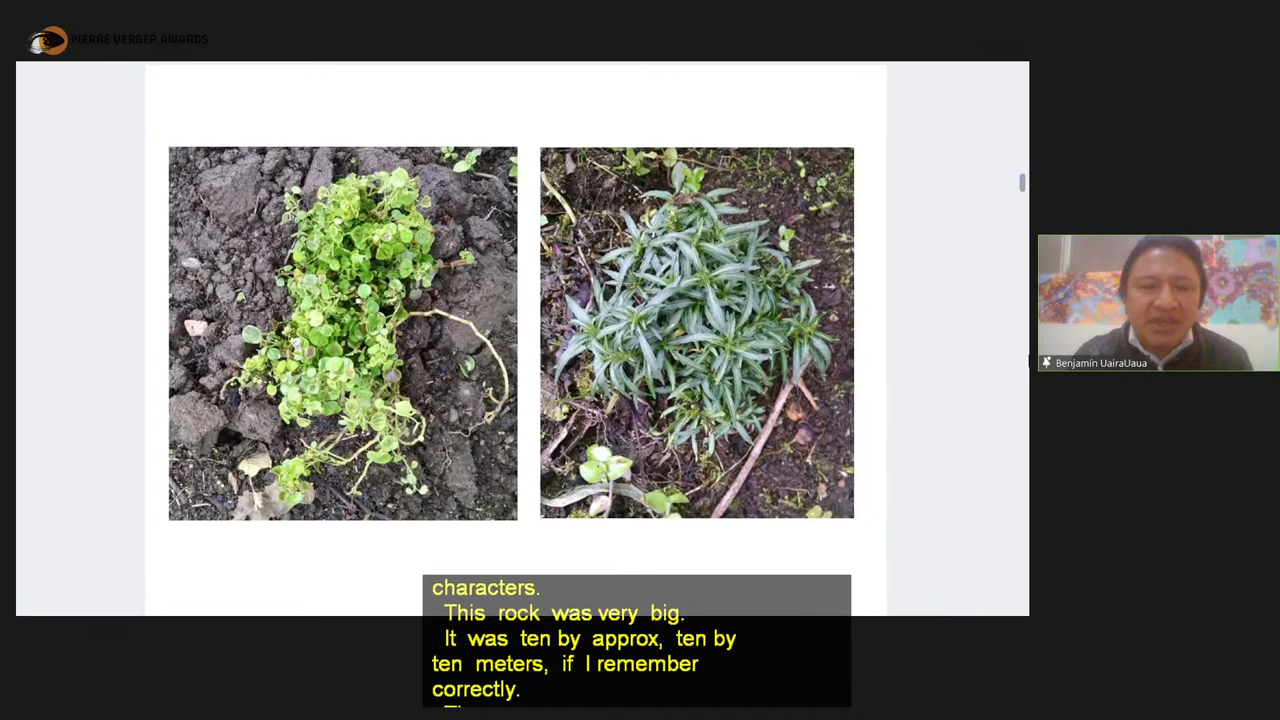 PIERRE VERGER AWARDS
Benjamín UairaUaua
characters.
This rock was very big.
It was ten by approx, ten by
ten meters, if I remember
correctly.